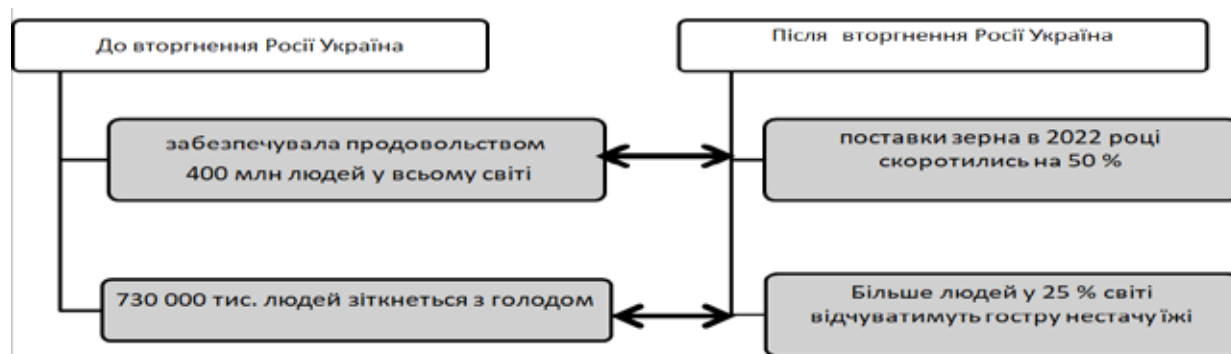 До вторгнення Росії Україна
Після вторгнення Росії Україна
забезпечувала продовольством
400 млн людей у всьому світі
поставки зерна в 2022 році
скоротились на 50 %
730 000 тис. людей зіткнеться з голодом
Більше людей у 25 % світі
відчуватимуть гостру нестачу їжі